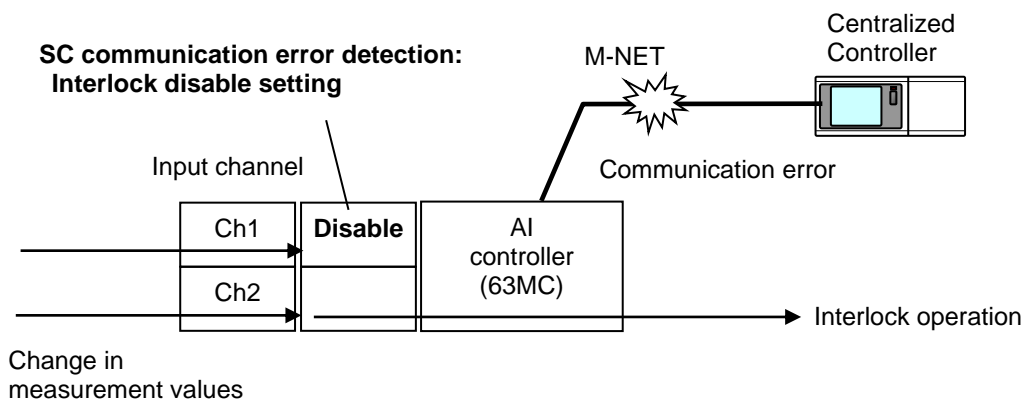 Centralized
Controller
SC communication error detection:
Interlock disable setting
M-NET
Input channel
Communication error
Ch1
Disable
AI
controller
(63MC)
Ch2
Interlock operation
Change in
measurement values